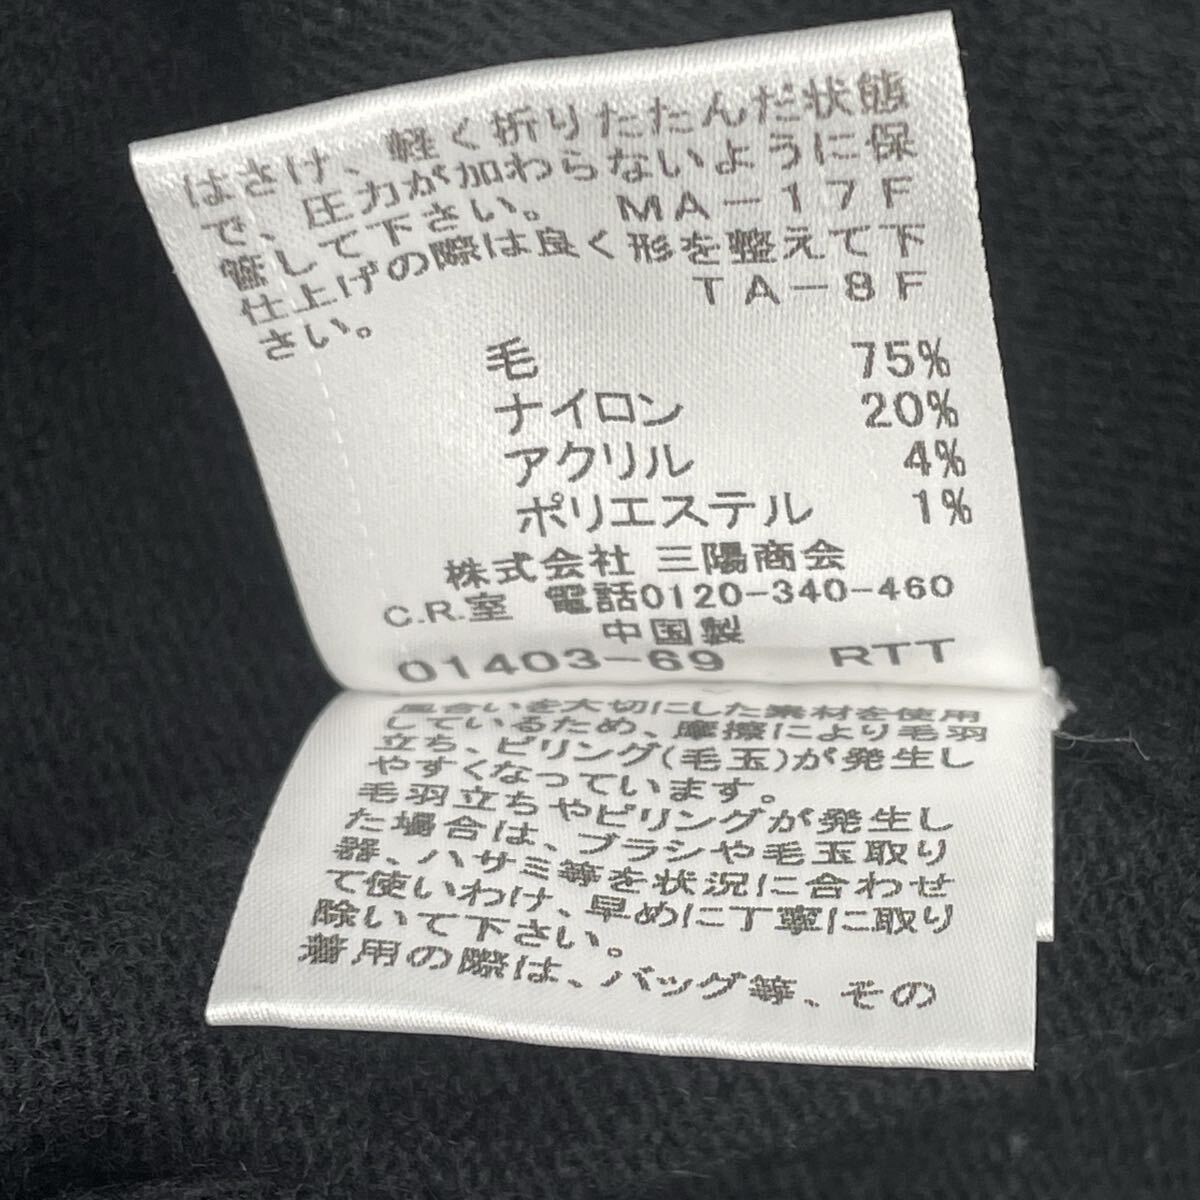 はさけ、軽く折りたたんだ状態
で、圧力が加わらないように保
管して下さい。 MA-17F
仕上げの際は良く形を整えて下
さい。 TA-8F
毛 75%
ナイロン 20%
アクリル 4%
ポリエステル 1%
株式会社 三陽商会
C.R.室 電話0120-340-460
中国製
01403-69 RTT
風合いを大切にした素材を使用
しているため、摩擦により毛羽
立ち、ピリング(毛玉)が発生し
やすくなっています。
毛羽立ちやピリングが発生し
た場合は、ブラシや毛玉取り
器、ハサミ等を状況に合わせ
て使いわけ、早めに丁寧に取り
除いて下さい。
着用の際は、バッグ等、その